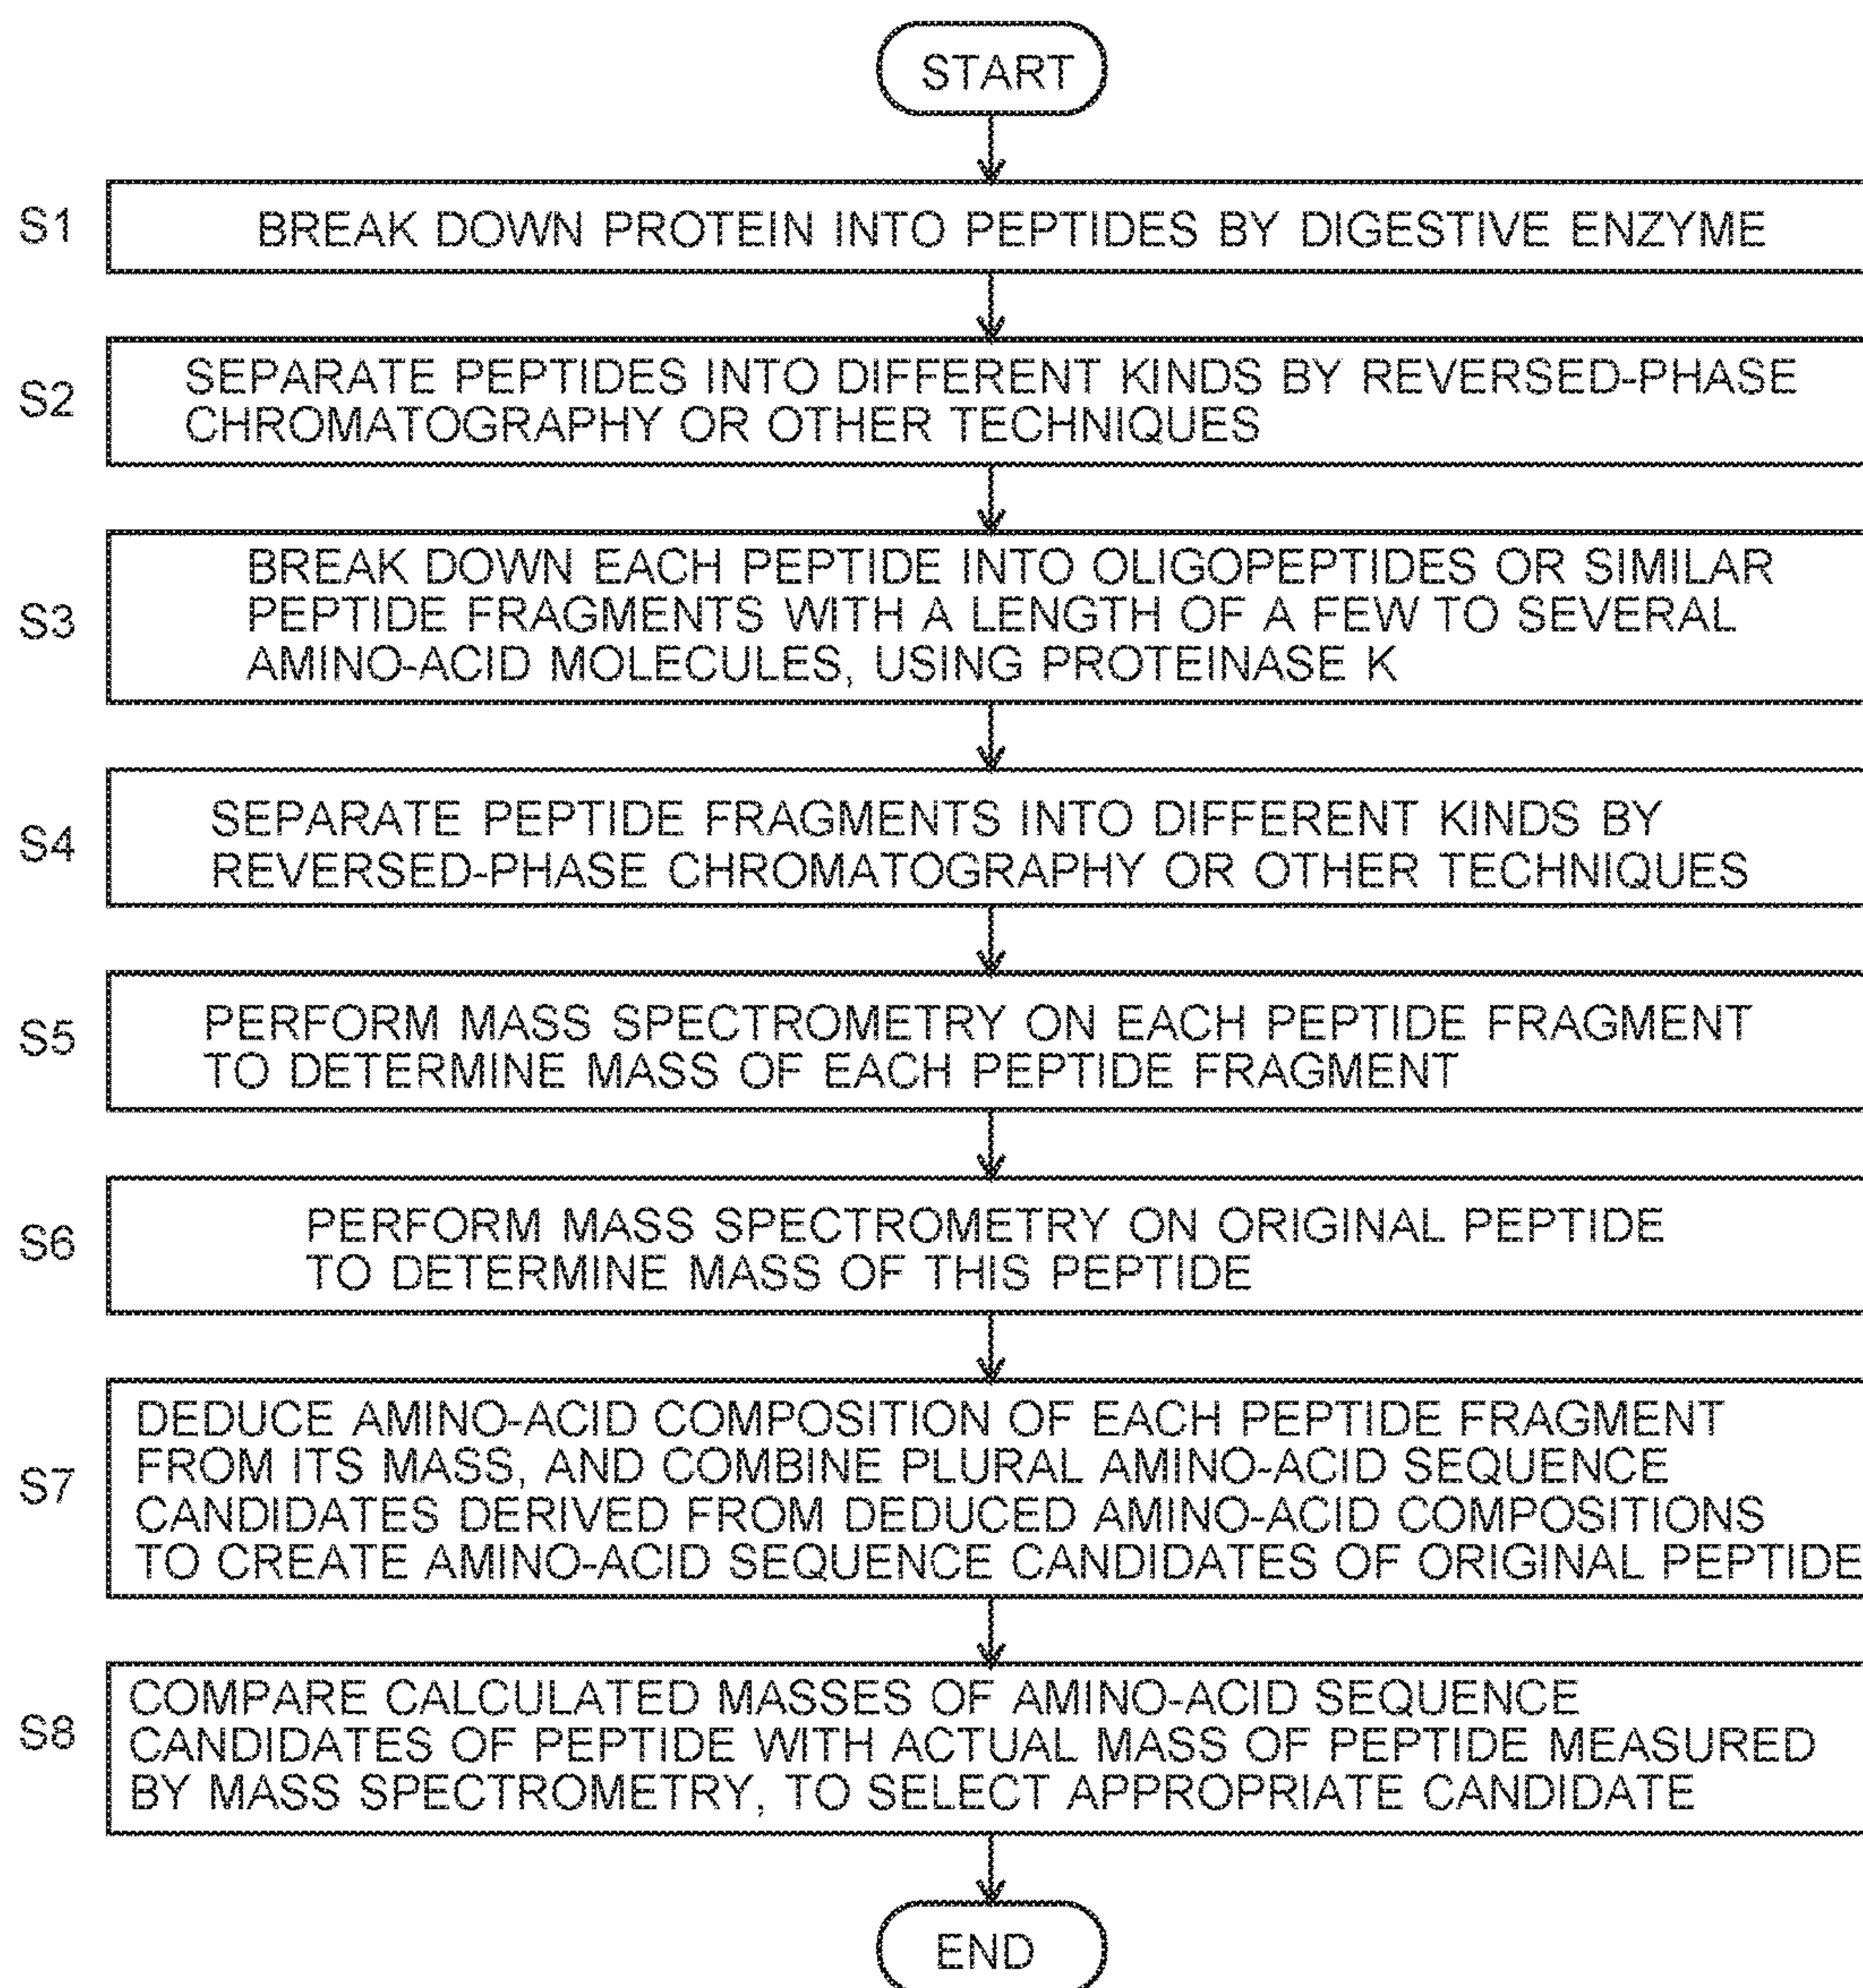 START
S1
BREAK DOWN PROTEIN INTO PEPTIDES BY DIGESTIVE ENZYME
S2
SEPARATE PEPTIDES INTO DIFFERENT KINDS BY REVERSED-PHASE
CHROMATOGRAPHY OR OTHER TECHNIQUES
S3
BREAK DOWN EACH PEPTIDE INTO OLIGOPEPTIDES OR SIMILAR
PEPTIDE FRAGMENTS WITH A LENGTH OF A FEW TO SEVERAL
AMINO-ACID MOLECULES, USING PROTEINASE K
S4
SEPARATE PEPTIDE FRAGMENTS INTO DIFFERENT KINDS BY
REVERSED-PHASE CHROMATOGRAPHY OR OTHER TECHNIQUES
S5
PERFORM MASS SPECTROMETRY ON EACH PEPTIDE FRAGMENT
TO DETERMINE MASS OF EACH PEPTIDE FRAGMENT
S6
PERFORM MASS SPECTROMETRY ON ORIGINAL PEPTIDE
TO DETERMINE MASS OF THIS PEPTIDE
S7
DEDUCE AMINO-ACID COMPOSITION OF EACH PEPTIDE FRAGMENT
FROM ITS MASS, AND COMBINE PLURAL AMINO-ACID SEQUENCE
CANDIDATES DERIVED FROM DEDUCED AMINO-ACID COMPOSITIONS
TO CREATE AMINO-ACID SEQUENCE CANDIDATES OF ORIGINAL PEPTIDE
S8
COMPARE CALCULATED MASSES OF AMINO-ACID SEQUENCE
CANDIDATES OF PEPTIDE WITH ACTUAL MASS OF PEPTIDE MEASURED
BY MASS SPECTROMETRY, TO SELECT APPROPRIATE CANDIDATE
END